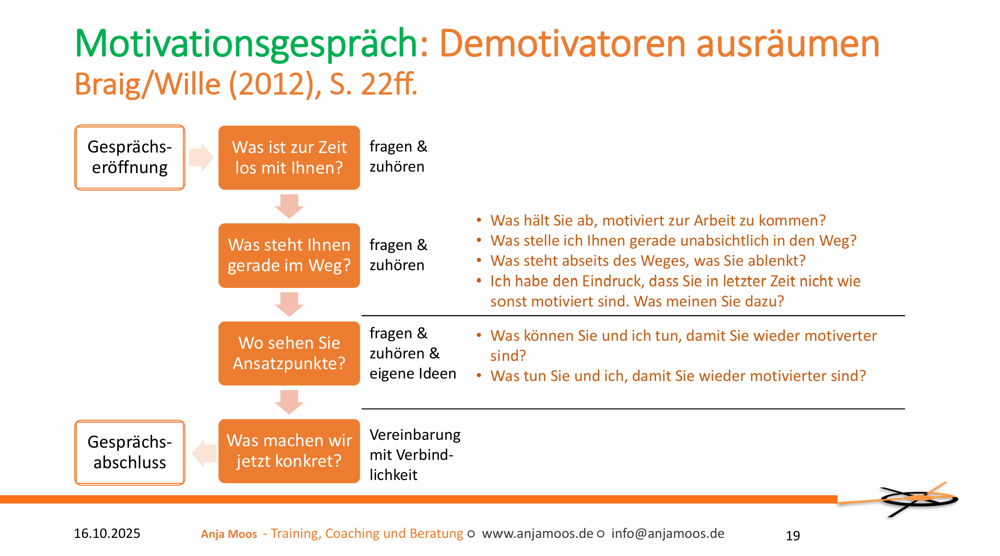 Motivationsgespräch: Demotivatoren ausräumen
Braig/Wille (2012), S. 22ff.
Gesprächs-
eröffnung
Was ist zur Zeit
los mit Ihnen?
fragen &
zuhören
Was steht Ihnen
gerade im Weg?
fragen &
zuhören
• Was hält Sie ab, motiviert zur Arbeit zu kommen?
• Was stelle ich Ihnen gerade unabsichtlich in den Weg?
• Was steht abseits des Weges, was Sie ablenkt?
• Ich habe den Eindruck, dass Sie in letzter Zeit nicht wie
sonst motiviert sind. Was meinen Sie dazu?
Wo sehen Sie
Ansatzpunkte?
fragen &
zuhören &
eigene Ideen
• Was können Sie und ich tun, damit Sie wieder motiverter
sind?
• Was tun Sie und ich, damit Sie wieder motivierter sind?
Was machen wir
jetzt konkret?
Vereinbarung
mit Verbind-
lichkeit
Gesprächs-
abschluss
16.10.2025
Anja Moos - Training, Coaching und Beratung ○ www.anjamoos.de ○ info@anjamoos.de
19